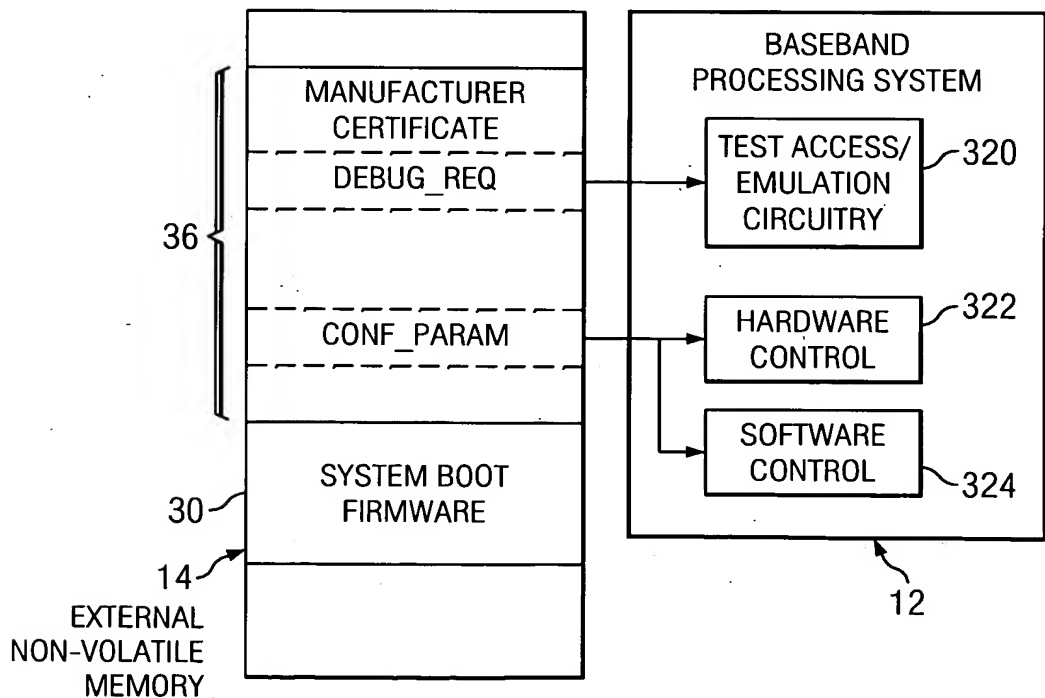 MANUFACTURER
CERTIFICATE
DEBUG_REQ
36
CONF_PARAM
SYSTEM BOOT
FIRMWARE
30
14
EXTERNAL
NON-VOLATILE
MEMORY
BASEBAND
PROCESSING SYSTEM
TEST ACCESS/
EMULATION
CIRCUITRY
320
HARDWARE
CONTROL
322
SOFTWARE
CONTROL
324
12